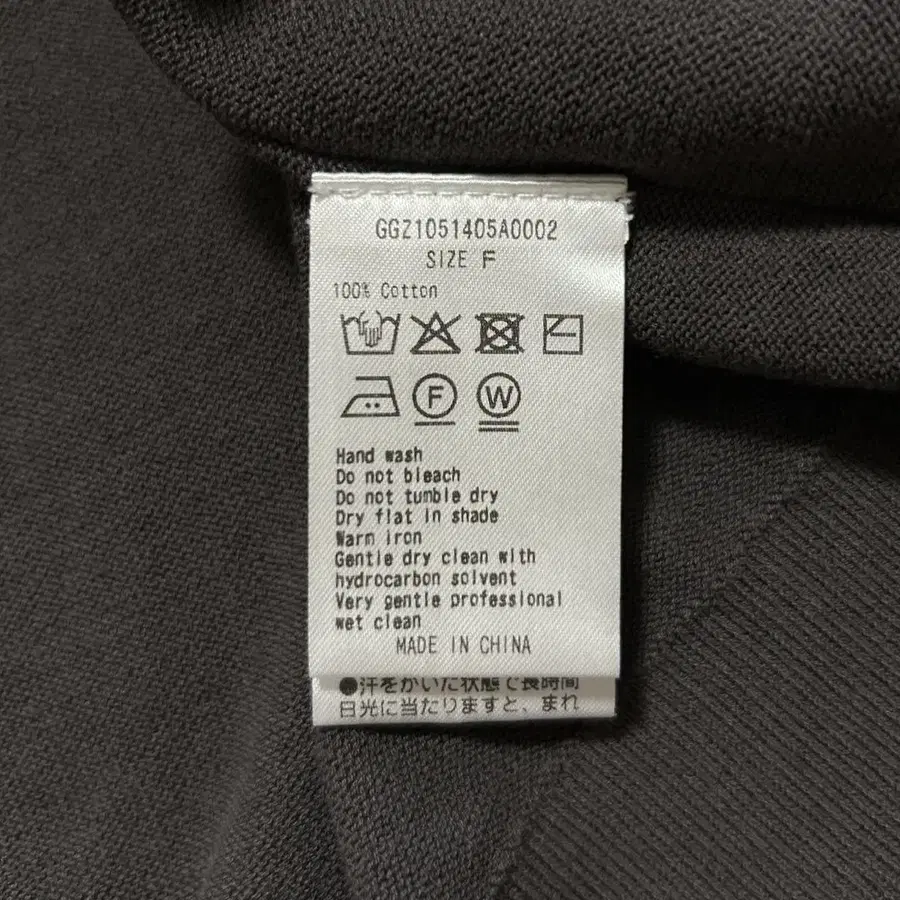 GGZ1051405A0002
SIZE F
100% Cotton
F W
Hand wash
Do not bleach
Do not tumble dry
Dry flat in shade
Warm iron
Gentle dry clean with
hydrocarbon solvent
Very gentle professional
wet clean
MADE IN CHINA
●汗をかいた状態で長時間
日光に当たりますと、まれ